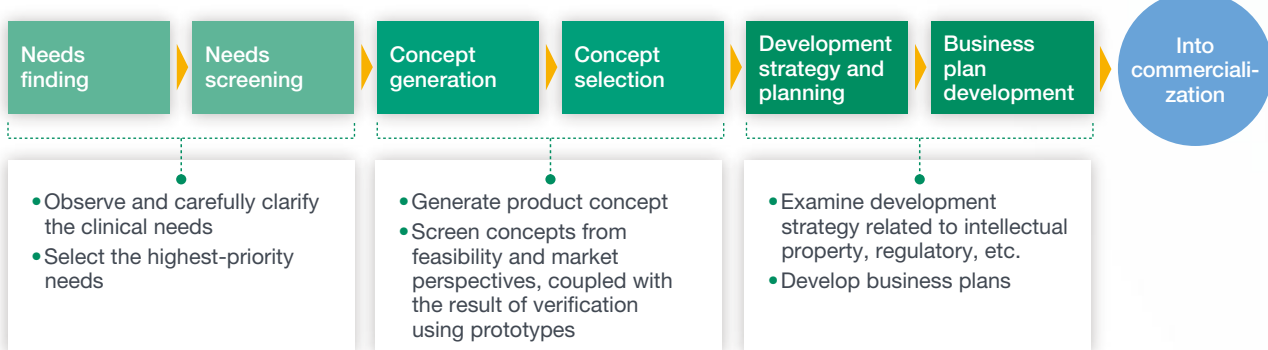 Needs
finding
Needs
screening
Concept
generation
Concept
selection
Development
strategy and
planning
Business
plan
development
Into
commerciali-
zation
•Observe and carefully clarify
the clinical needs
•Select the highest-priority
needs
•Generate product concept
•Screen concepts from
feasibility and market
perspectives, coupled with
the result of verification
using prototypes
•Examine development
strategy related to intellectual
property, regulatory, etc.
•Develop business plans